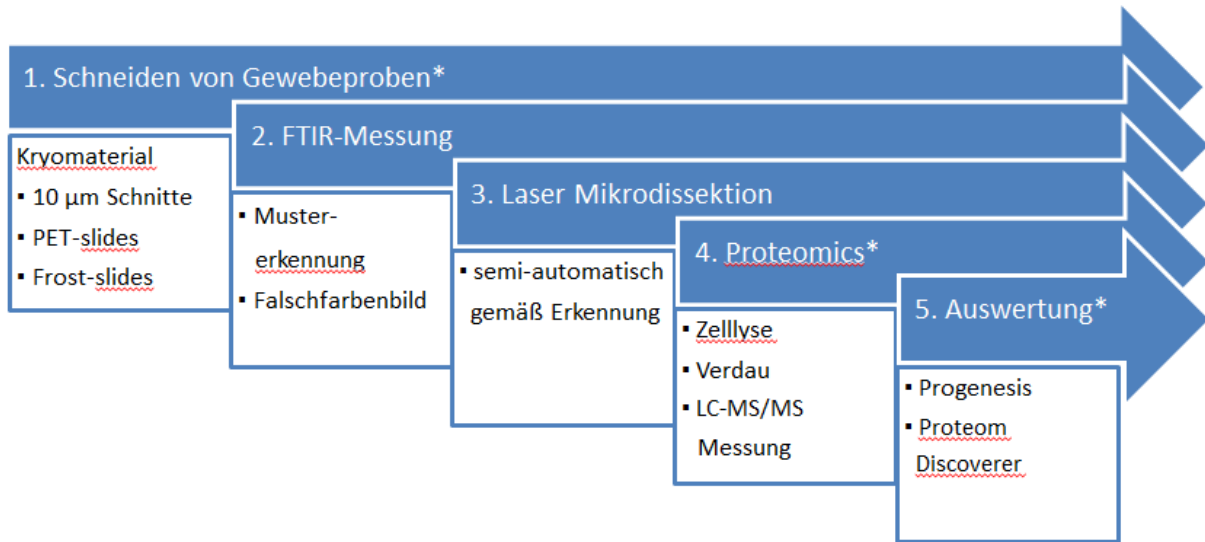 1. Schneiden von Gewebeproben*
Kryomaterial
▪ 10 µm Schnitte
▪ PET-slides
▪ Frost-slides
2. FTIR-Messung
▪ Muster-
erkennung
▪ Falschfarbenbild
3. Laser Mikrodissektion
▪ semi-automatisch
gemäß Erkennung
4. Proteomics*
▪ Zelllyse
▪ Verdau
▪ LC-MS/MS
Messung
5. Auswertung*
▪ Progenesis
▪ Proteom
Discoverer